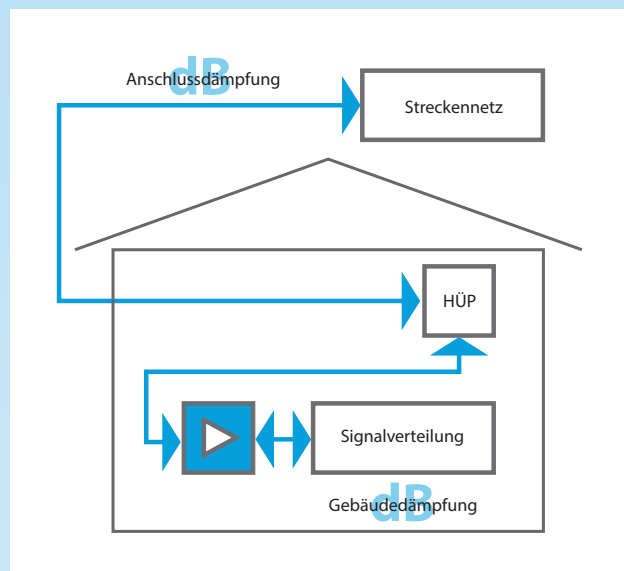 dB
Anschlussdämpfung
Streckennetz
HÜP
Signalverteilung
dB
Gebäudedämpfung